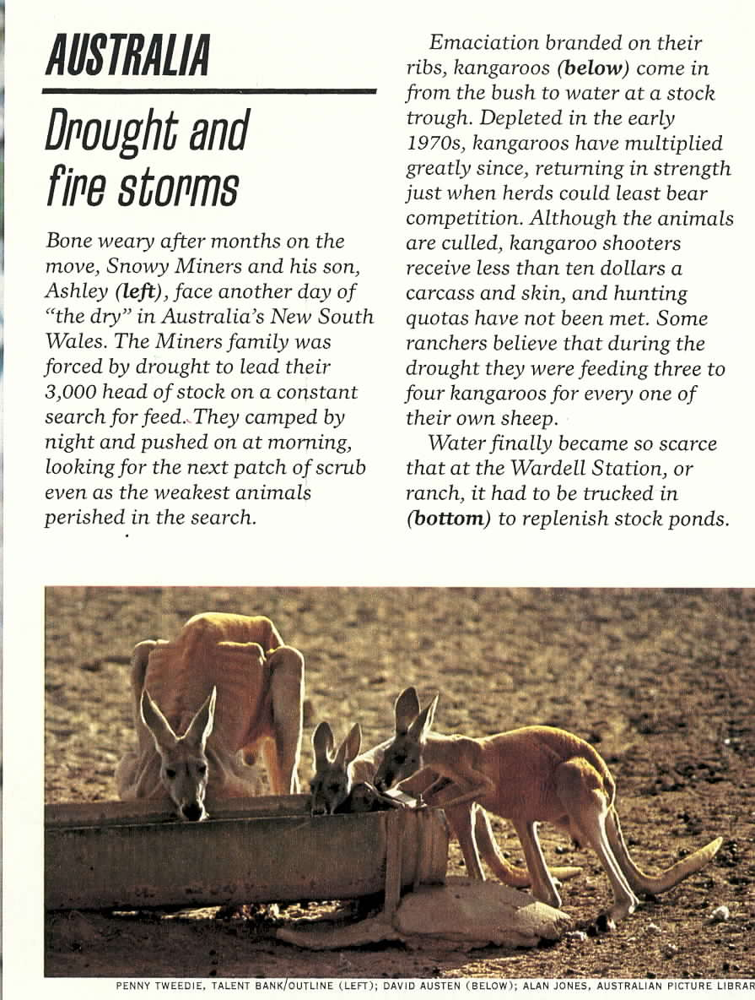 AUSTRALIA
Drought and
fire storms
Bone weary after months on the
move, Snowy Miners and his son,
Ashley (left), face another day of
“the dry” in Australia’s New South
Wales. The Miners family was
forced by drought to lead their
3,000 head of stock on a constant
search for feed. They camped by
night and pushed on at morning,
looking for the next patch of scrub
even as the weakest animals
perished in the search.
Emaciation branded on their
ribs, kangaroos (below) come in
from the bush to water at a stock
trough. Depleted in the early
1970s, kangaroos have multiplied
greatly since, returning in strength
just when herds could least bear
competition. Although the animals
are culled, kangaroo shooters
receive less than ten dollars a
carcass and skin, and hunting
quotas have not been met. Some
ranchers believe that during the
drought they were feeding three to
four kangaroos for every one of
their own sheep.
Water finally became so scarce
that at the Wardell Station, or
ranch, it had to be trucked in
(bottom) to replenish stock ponds.
PENNY TWEEDIE, TALENT BANK/OUTLINE (LEFT); DAVID AUSTEN (BELOW); ALAN JONES, AUSTRALIAN PICTURE LIBRAR